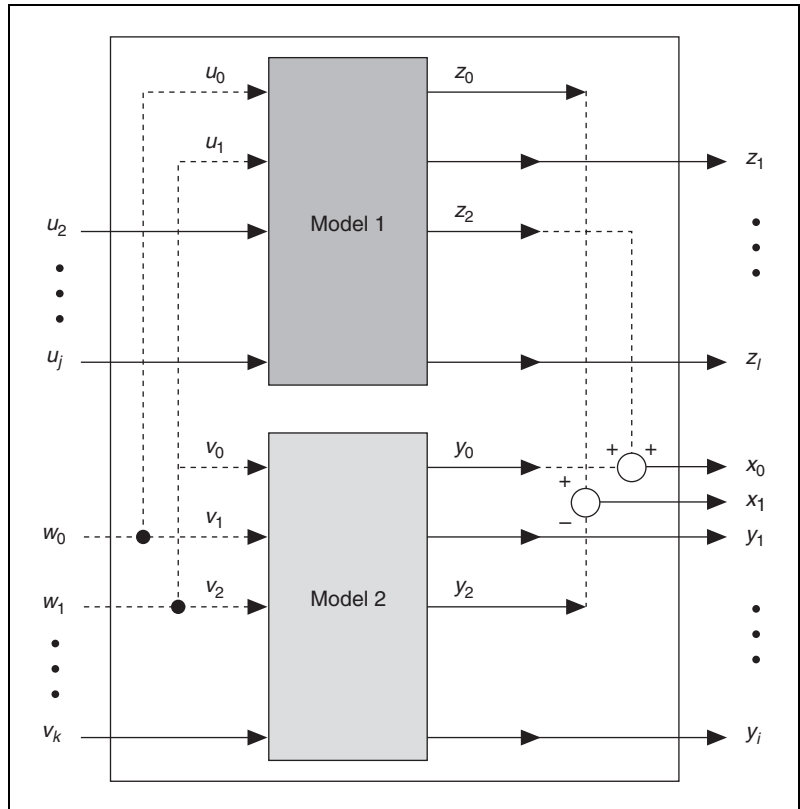 u₀ z₀
u₁ z₁
u₂ Model 1 z₂
uⱼ zₗ
v₀ y₀ + + x₀
+ x₁
w₀ v₁ − y₁
w₁ v₂ Model 2 y₂
vₖ yᵢ